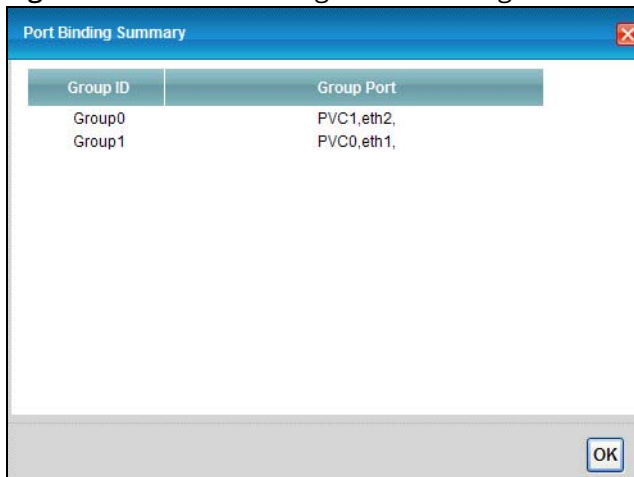 Port Binding Summary
Group ID Group Port
Group0 PVC1,eth2,
Group1 PVC0,eth1,
OK